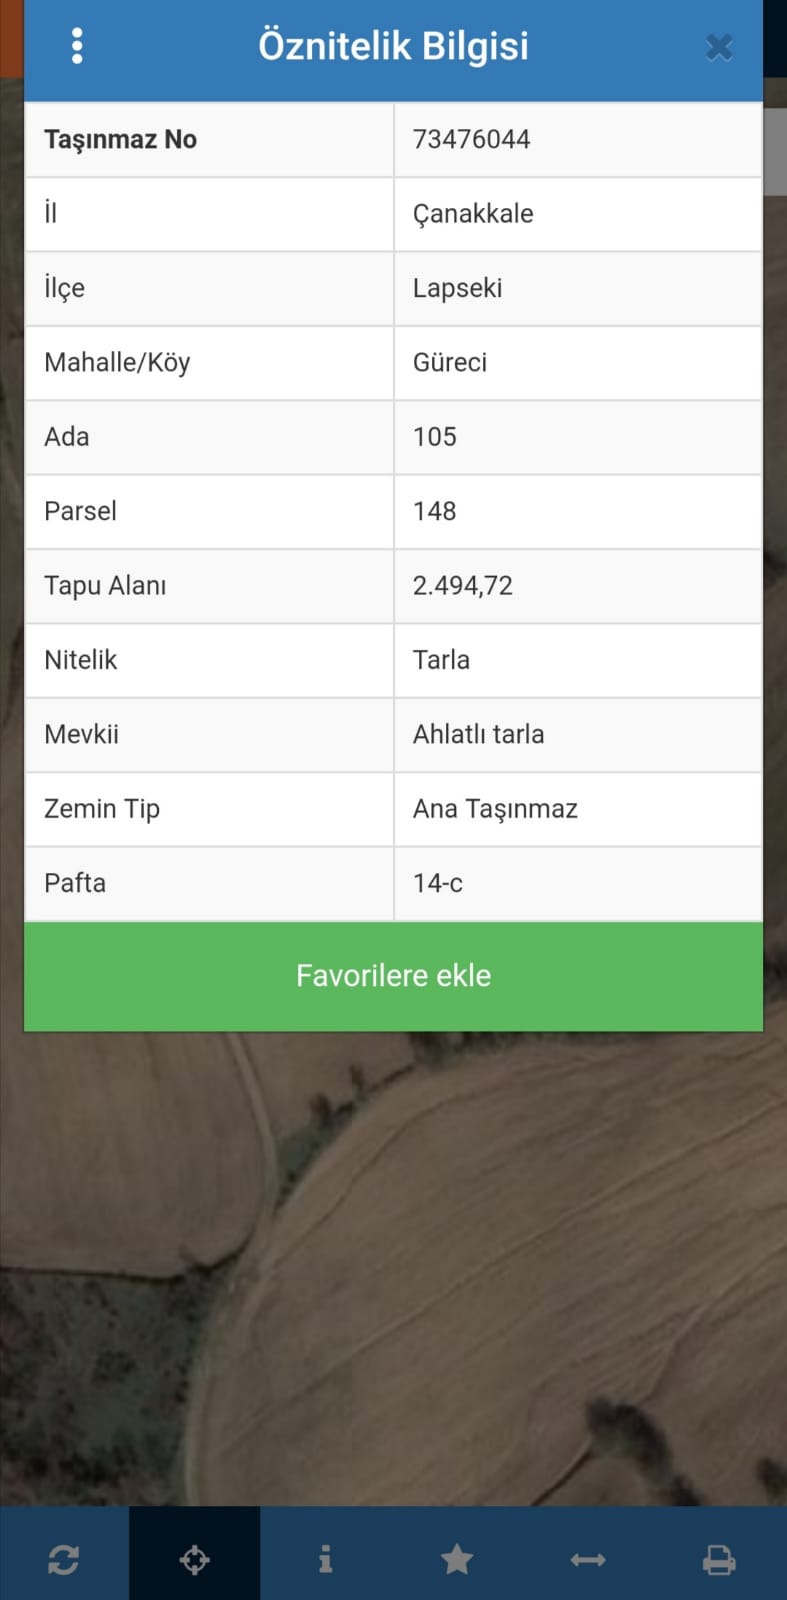 Öznitelik Bilgisi
Taşınmaz No 73476044
İl Çanakkale
İlçe Lapseki
Mahalle/Köy Güreci
Ada 105
Parsel 148
Tapu Alanı 2.494,72
Nitelik Tarla
Mevkii Ahlatlı tarla
Zemin Tip Ana Taşınmaz
Pafta 14-c
Favorilere ekle